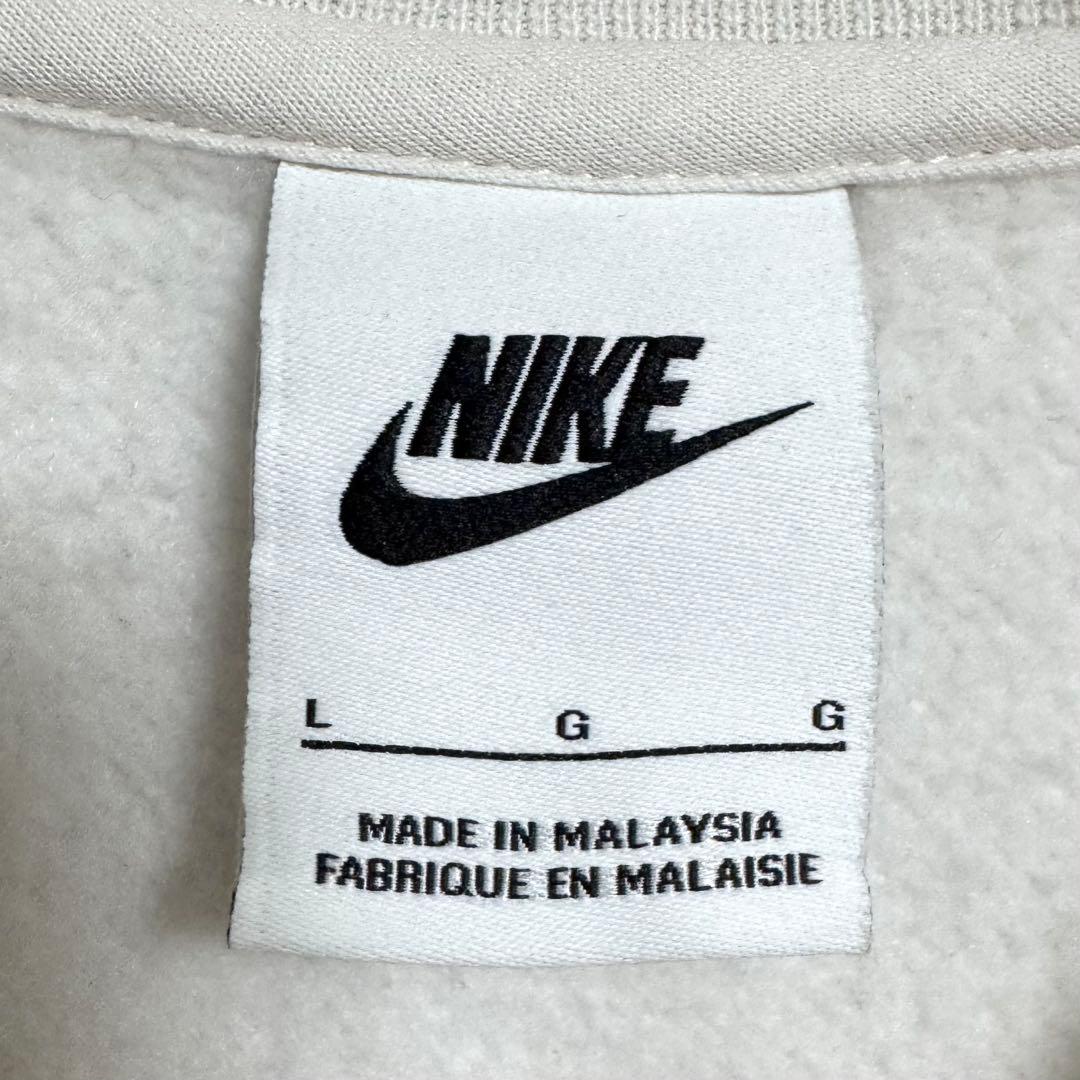 NIKE
L G G
MADE IN MALAYSIA
FABRIQUE EN MALAISIE